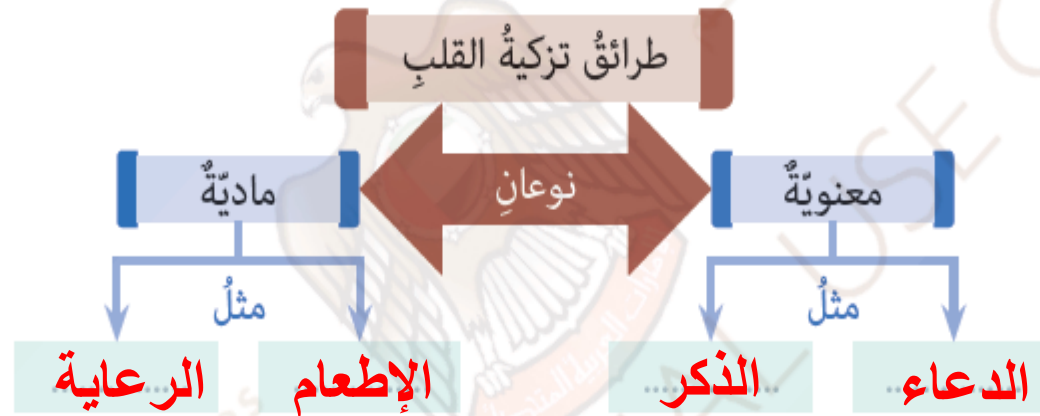 طرائقُ تزكيةُ القلبِ
نوعانِ
معنويّةٌ
ماديّةٌ
مثلُ
مثلُ
الدعاء
الذكر
الإطعام
الرعاية